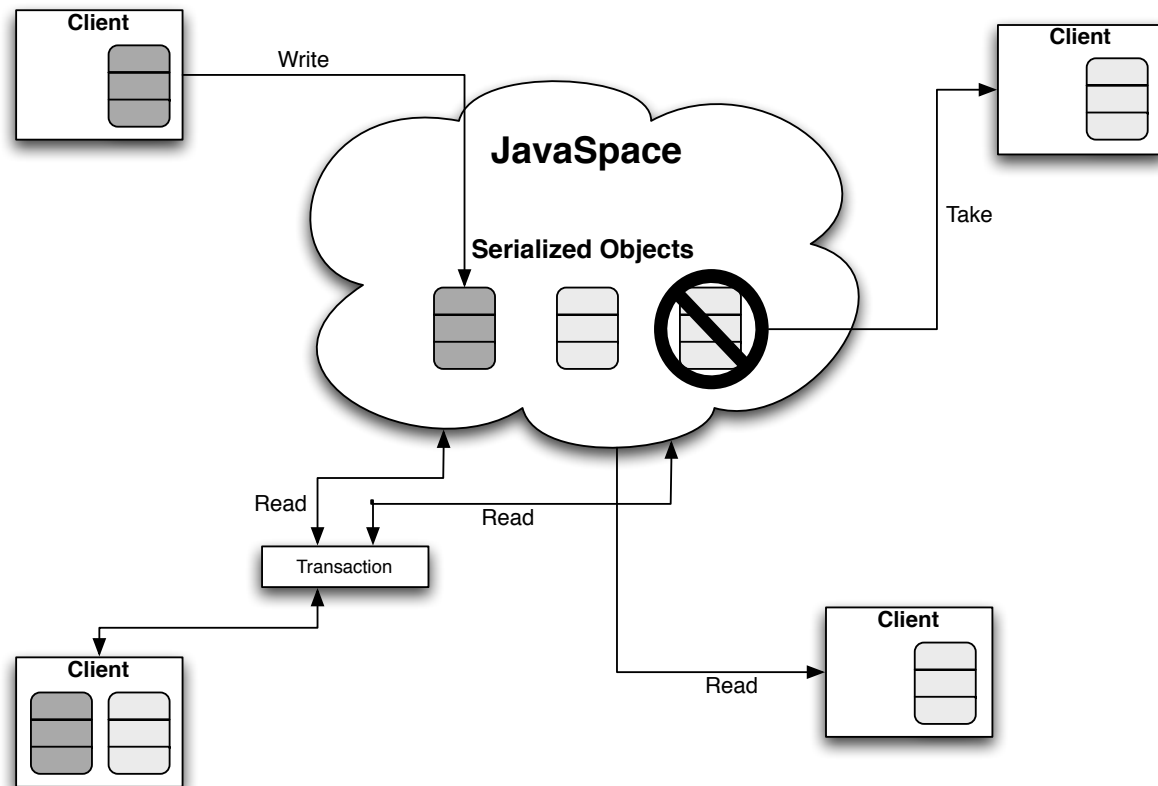 Client
Write
Client
JavaSpace
Take
Serialized Objects
Read
Read
Transaction
Client
Client
Read